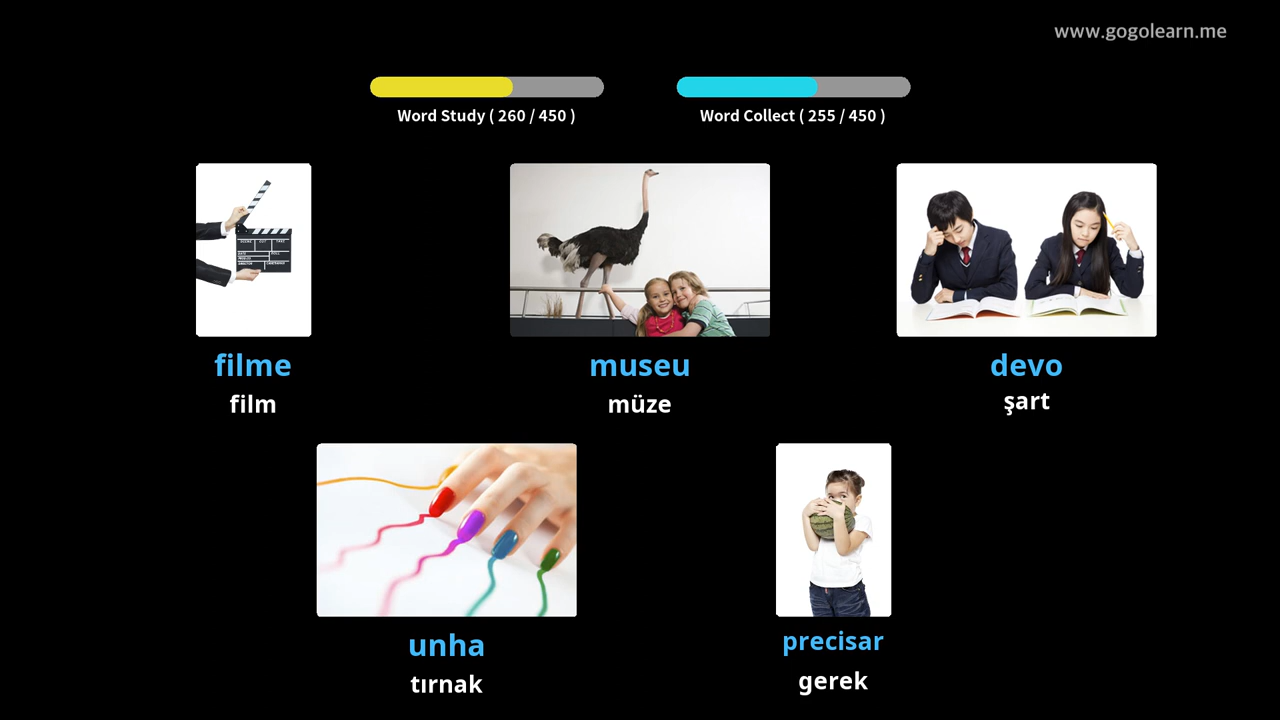 www.gogolearn.me
Word Study ( 260 / 450 )
Word Collect ( 255 / 450 )
filme
film
museu
müze
devo
şart
unha
tırnak
precisar
gerek